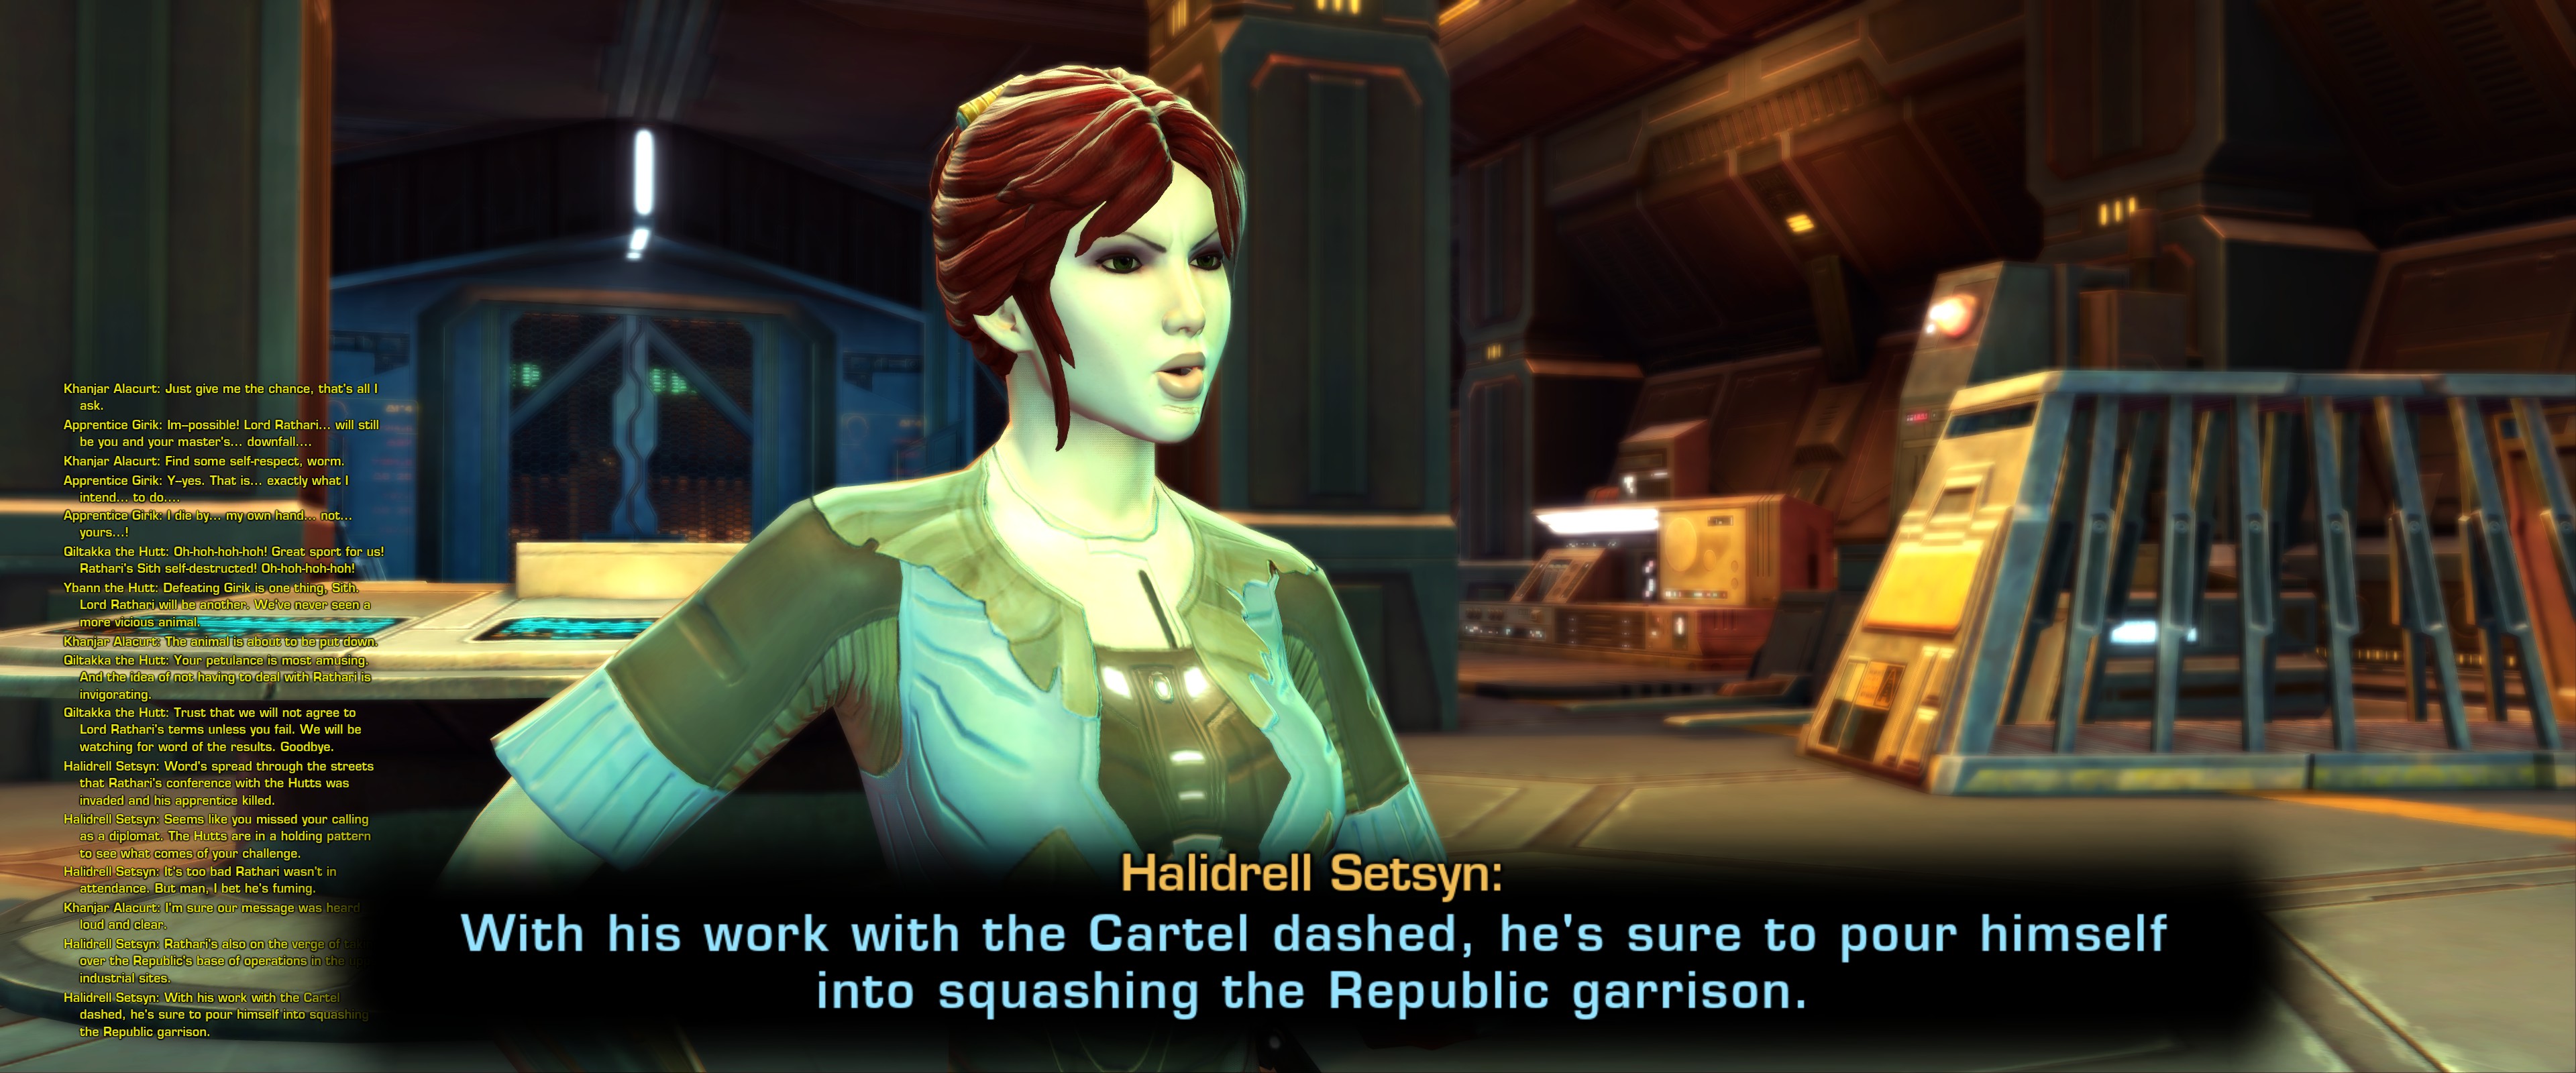 Khanjar Alacurt: Just give me the chance, that's all I
ask.
Apprentice Girik: Im–possible! Lord Rathari... will still
be you and your master's... downfall....
Khanjar Alacurt: Find some self-respect, worm.
Apprentice Girik: Y–yes. That is... exactly what I
intend... to do....
Apprentice Girik: I die by... my own hand... not...
yours...!
Qiltakka the Hutt: Oh-hoh-hoh-hoh! Great sport for us!
Rathari's Sith self-destructed! Oh-hoh-hoh-hoh!
Ybann the Hutt: Defeating Girik is one thing, Sith.
Lord Rathari will be another. We've never seen a
more vicious animal.
Khanjar Alacurt: The animal is about to be put down.
Qiltakka the Hutt: Your petulance is most amusing.
And the idea of not having to deal with Rathari is
invigorating.
Qiltakka the Hutt: Trust that we will not agree to
Lord Rathari's terms unless you fail. We will be
watching for word of the results. Goodbye.
Halidrell Setsyn: Word's spread through the streets
that Rathari's conference with the Hutts was
invaded and his apprentice killed.
Halidrell Setsyn: Seems like you missed your calling
as a diplomat. The Hutts are in a holding pattern
to see what comes of your challenge.
Halidrell Setsyn: It's too bad Rathari wasn't in
attendance. But man, I bet he's fuming.
Khanjar Alacurt: I'm sure our message was heard
loud and clear.
Halidrell Setsyn: Rathari's also on the verge of
over the Republic's base of operations in the
industrial sites.
Halidrell Setsyn: With his work with the Cartel
dashed, he's sure to pour himself into squashing
the Republic garrison.
Halidrell Setsyn:
With his work with the Cartel dashed, he's sure to pour himself
into squashing the Republic garrison.